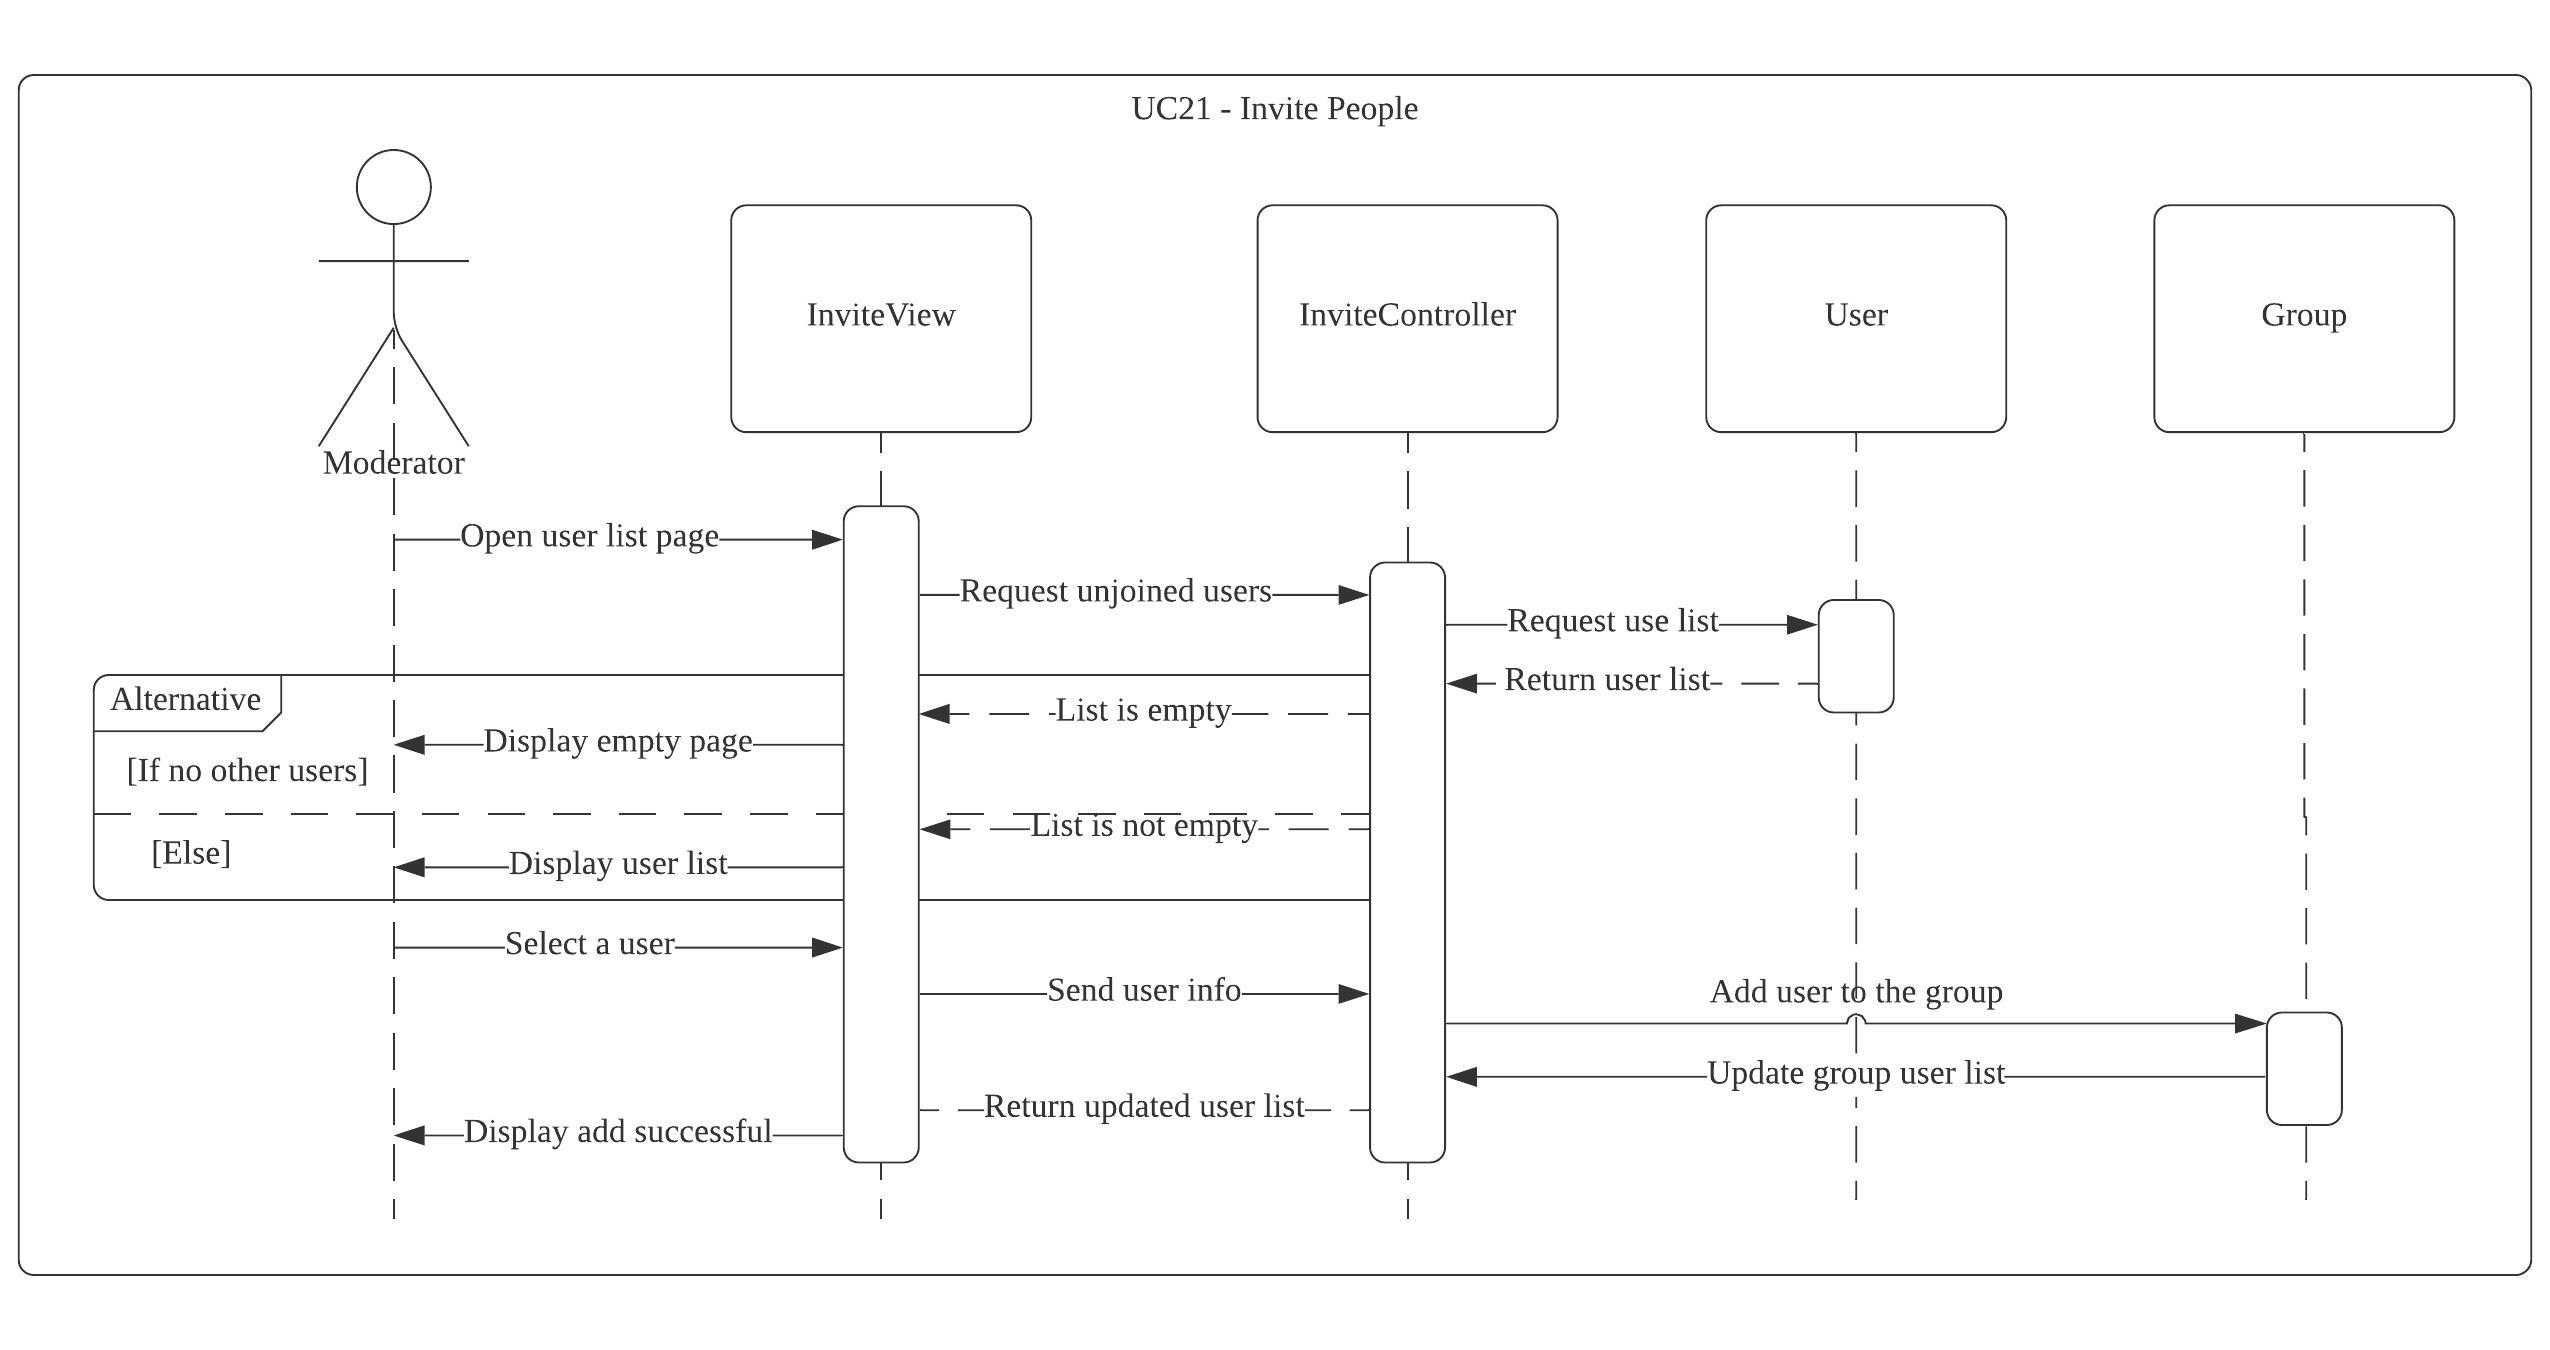 UC21 - Invite People
Moderator
InviteView
InviteController
User
Group
Open user list page
Request unjoined users
Request use list
Return user list
Alternative
List is empty
Display empty page
[If no other users]
List is not empty
[Else]
Display user list
Select a user
Send user info
Add user to the group
Update group user list
Return updated user list
Display add successful